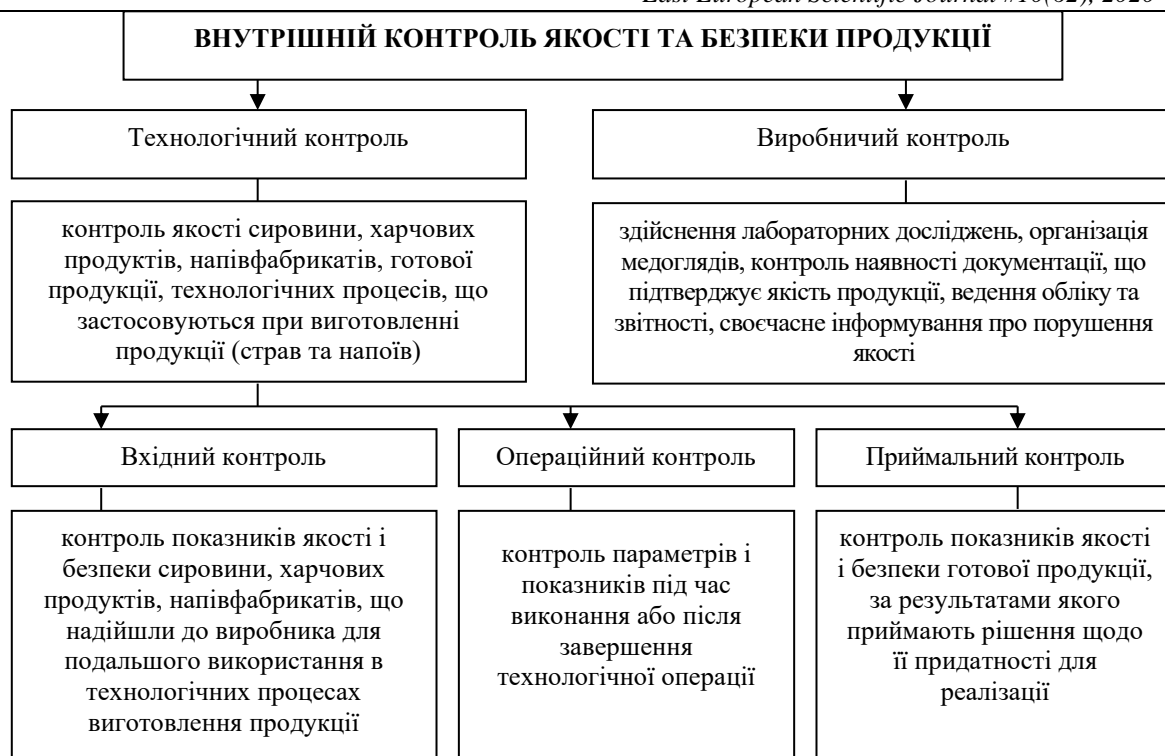 East European Scientific Journal #10(62), 2020
ВНУТРІШНІЙ КОНТРОЛЬ ЯКОСТІ ТА БЕЗПЕКИ ПРОДУКЦІЇ
Технологічний контроль
Виробничий контроль
контроль якості сировини, харчових
продуктів, напівфабрикатів, готової
продукції, технологічних процесів, що
застосовуються при виготовленні
продукції (страв та напоїв)
здійснення лабораторних досліджень, організація
медоглядів, контроль наявності документації, що
підтверджує якість продукції, ведення обліку та
звітності, своєчасне інформування про порушення
якості
Вхідний контроль
Операційний контроль
Приймальний контроль
контроль показників якості і
безпеки сировини, харчових
продуктів, напівфабрикатів, що
надійшли до виробника для
подальшого використання в
технологічних процесах
виготовлення продукції
контроль параметрів і
показників під час
виконання або після
завершення
технологічної операції
контроль показників якості
і безпеки готової продукції,
за результатами якого
приймають рішення щодо
її придатності для
реалізації